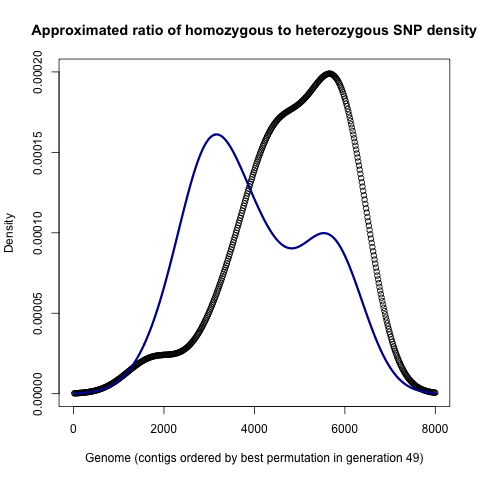 Approximated ratio of homozygous to heterozygous SNP density
0.00020
0.00015
0.00010
0.00005
0.00000
Density
0 2000 4000 6000 8000
Genome (contigs ordered by best permutation in generation 49)